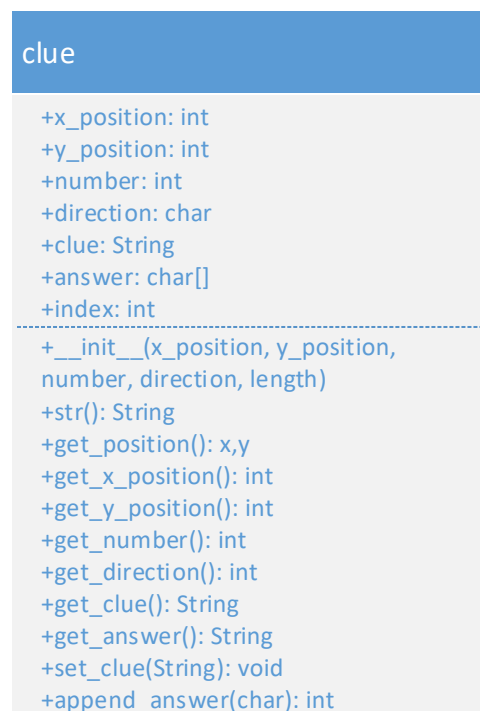 clue
+x_position: int
+y_position: int
+number: int
+direction: char
+clue: String
+answer: char[]
+index: int
+__init__(x_position, y_position,
number, direction, length)
+str(): String
+get_position(): x,y
+get_x_position(): int
+get_y_position(): int
+get_number(): int
+get_direction(): int
+get_clue(): String
+get_answer(): String
+set_clue(String): void
+append_answer(char): int